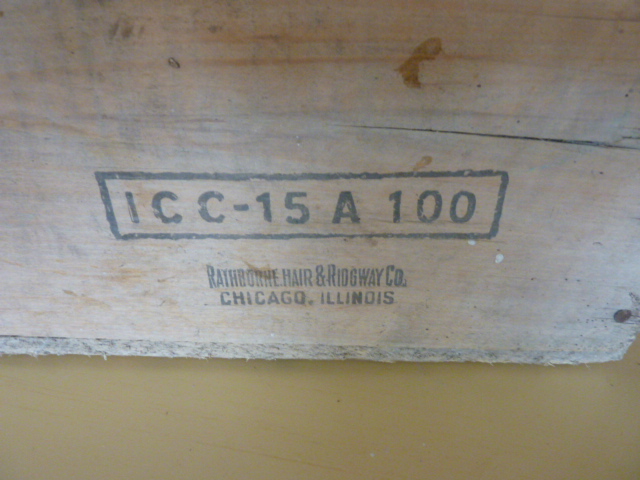 ICC-15 A 100
RATHBORNE, HAIR & RIDGWAY CO.
CHICAGO, ILLINOIS